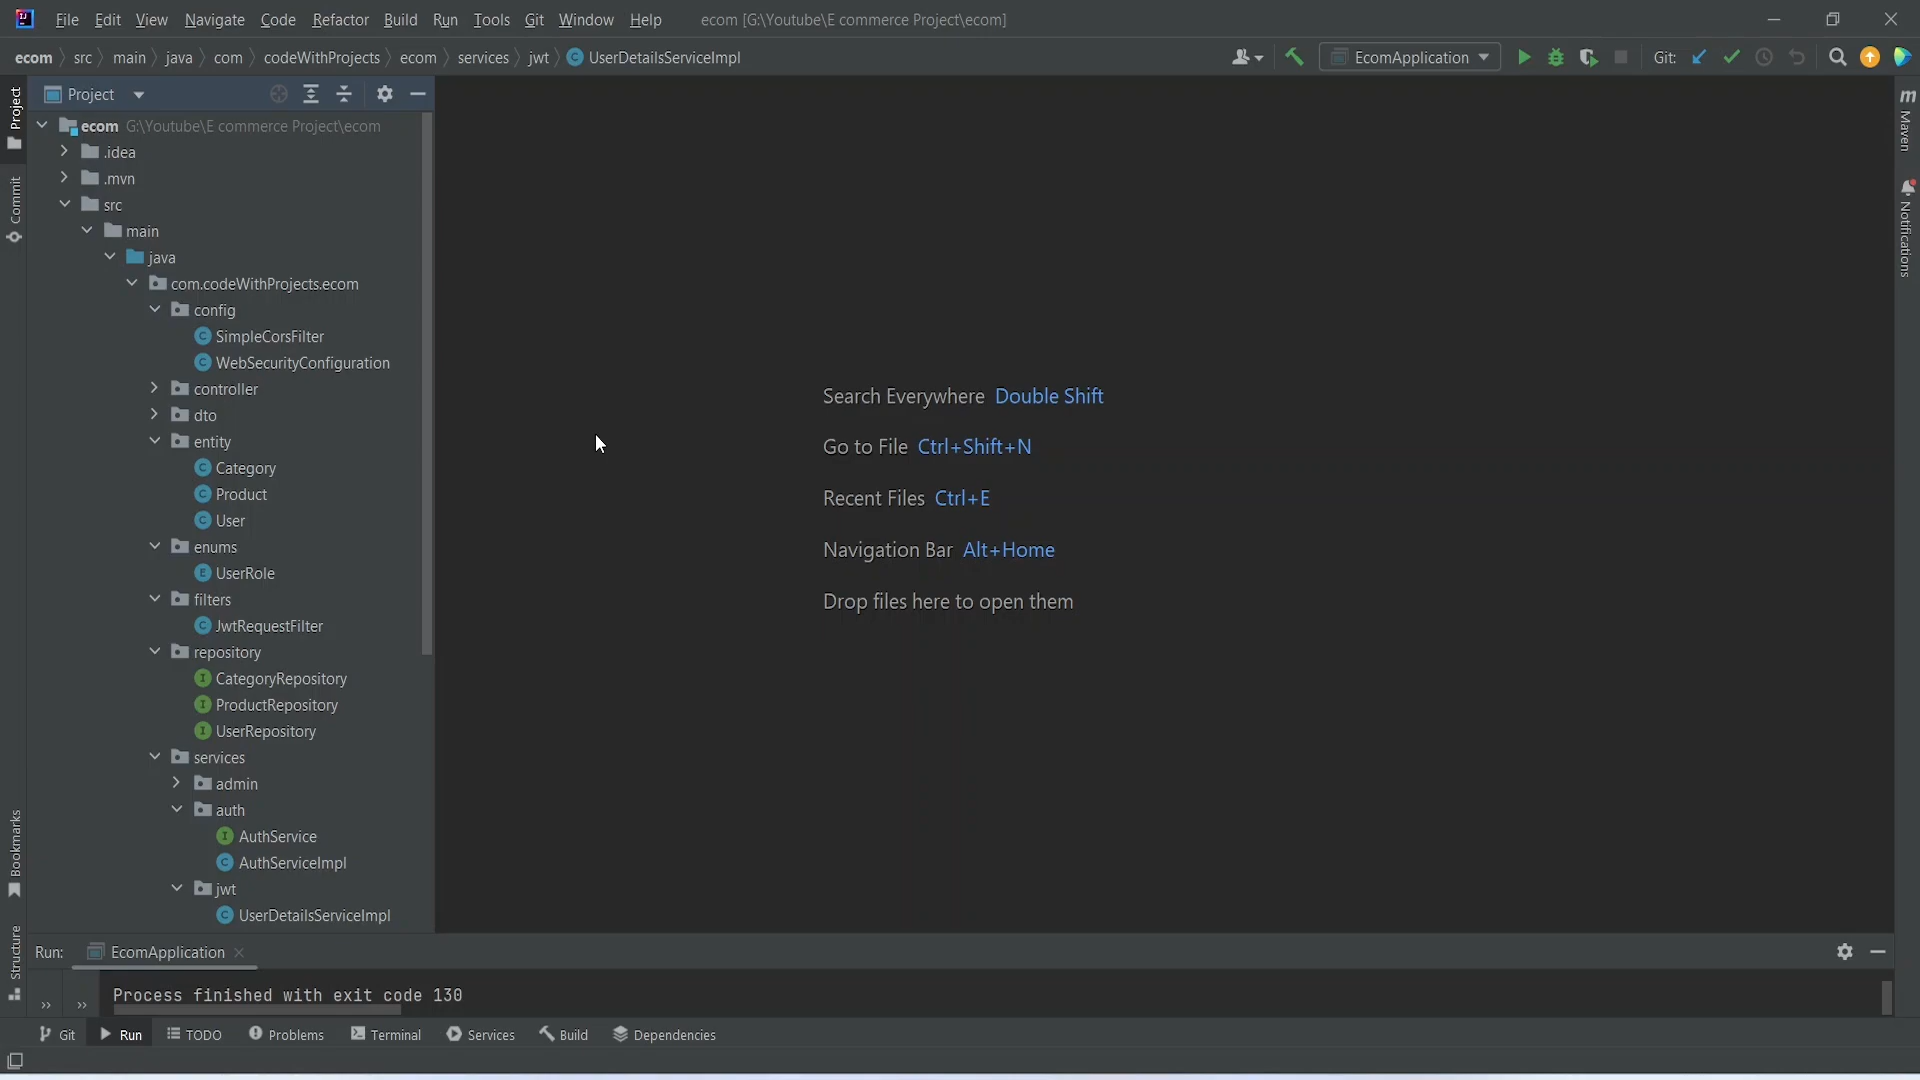 File Edit View Navigate Code Refactor Build Run Tools Git Window Help ecom [G:\Youtube\E commerce Project\ecom]
ecom src main java com codeWithProjects ecom services jwt UserDetailsServiceImpl EcomApplication Git:
Project
Project
Commit
Bookmarks
Structure
ecom G:\Youtube\E commerce Project\ecom
.idea
.mvn
src
main
java
com.codeWithProjects.ecom
config
SimpleCorsFilter
WebSecurityConfiguration
controller
dto
entity
Category
Product
User
enums
UserRole
filters
JwtRequestFilter
repository
CategoryRepository
ProductRepository
UserRepository
services
admin
auth
AuthService
AuthServiceImpl
jwt
UserDetailsServiceImpl
Search Everywhere Double Shift
Go to File Ctrl+Shift+N
Recent Files Ctrl+E
Navigation Bar Alt+Home
Drop files here to open them
Maven
Notifications
Run: EcomApplication
Process finished with exit code 130
Git Run TODO Problems Terminal Services Build Dependencies